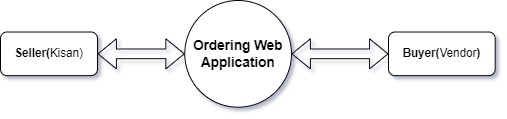 Seller(Kisan)
Ordering Web
Application
Buyer(Vendor)